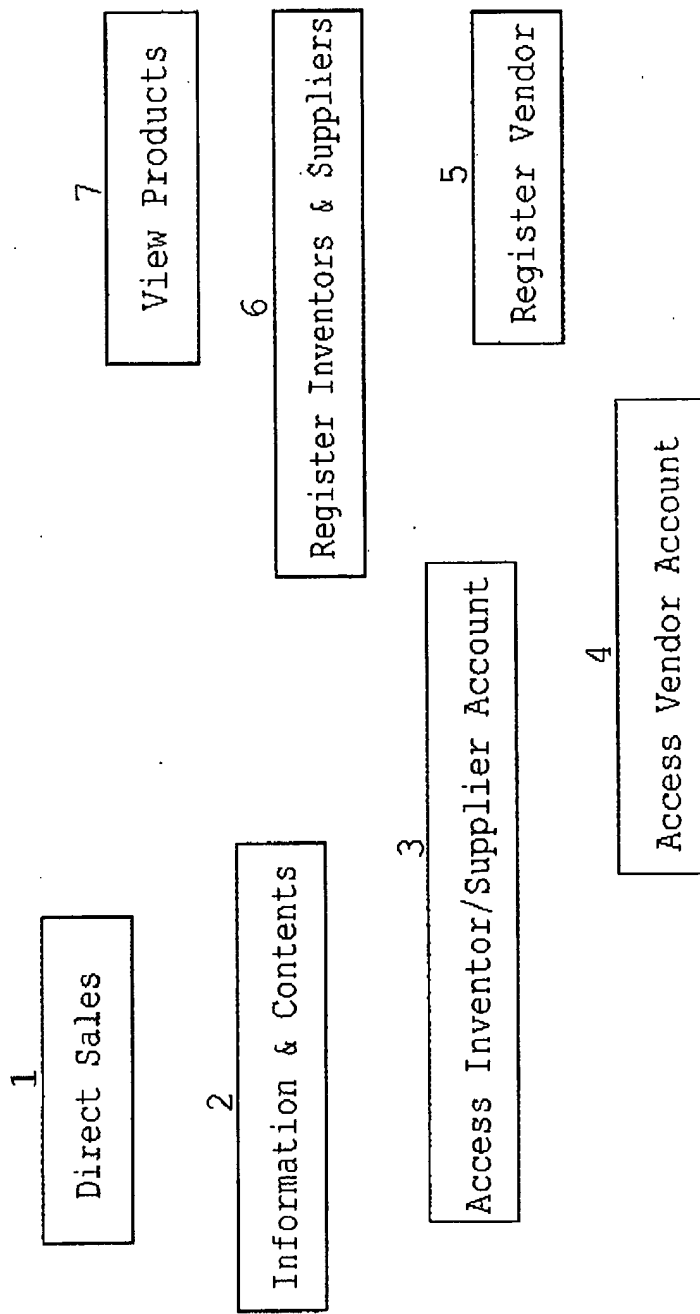 1
Direct Sales
2
Information & Contents
3
Access Inventor/Supplier Account
4
Access Vendor Account
5
Register Vendor
6
Register Inventors & Suppliers
7
View Products